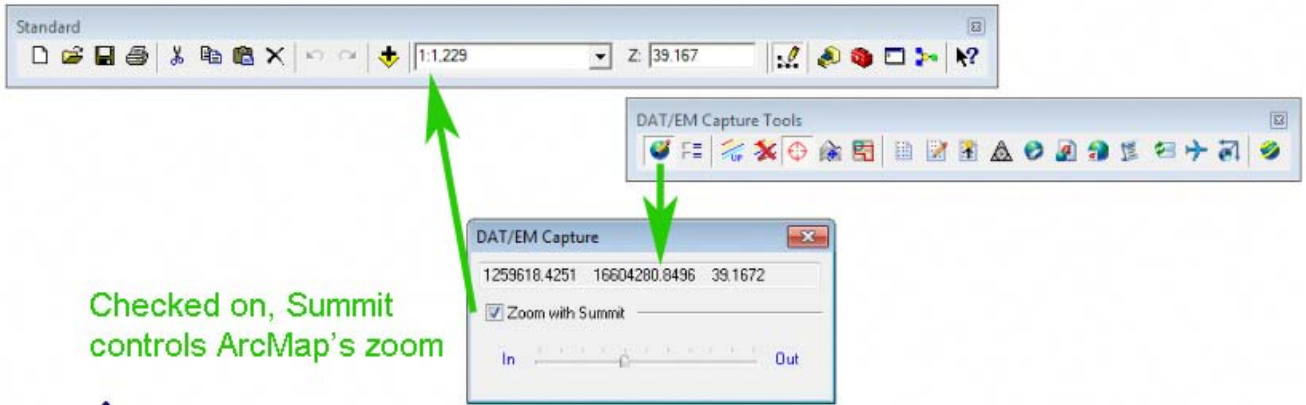 Standard
1:1,229 Z: 39.167
DAT/EM Capture Tools
UP
DAT/EM Capture
1259618.4251 16604280.8496 39.1672
Zoom with Summit
In Out
Checked on, Summit
controls ArcMap's zoom